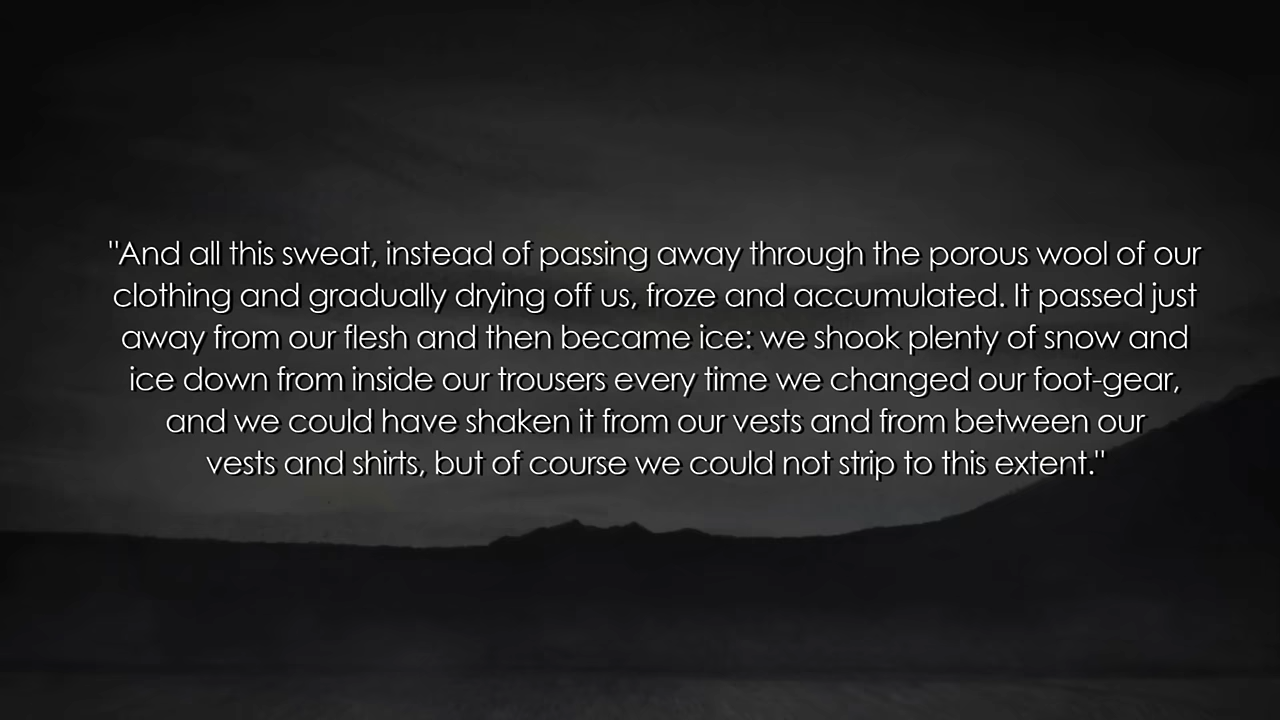 "And all this sweat, instead of passing away through the porous wool of our
clothing and gradually drying off us, froze and accumulated. It passed just
away from our flesh and then became ice: we shook plenty of snow and
ice down from inside our trousers every time we changed our foot-gear,
and we could have shaken it from our vests and from between our
vests and shirts, but of course we could not strip to this extent."